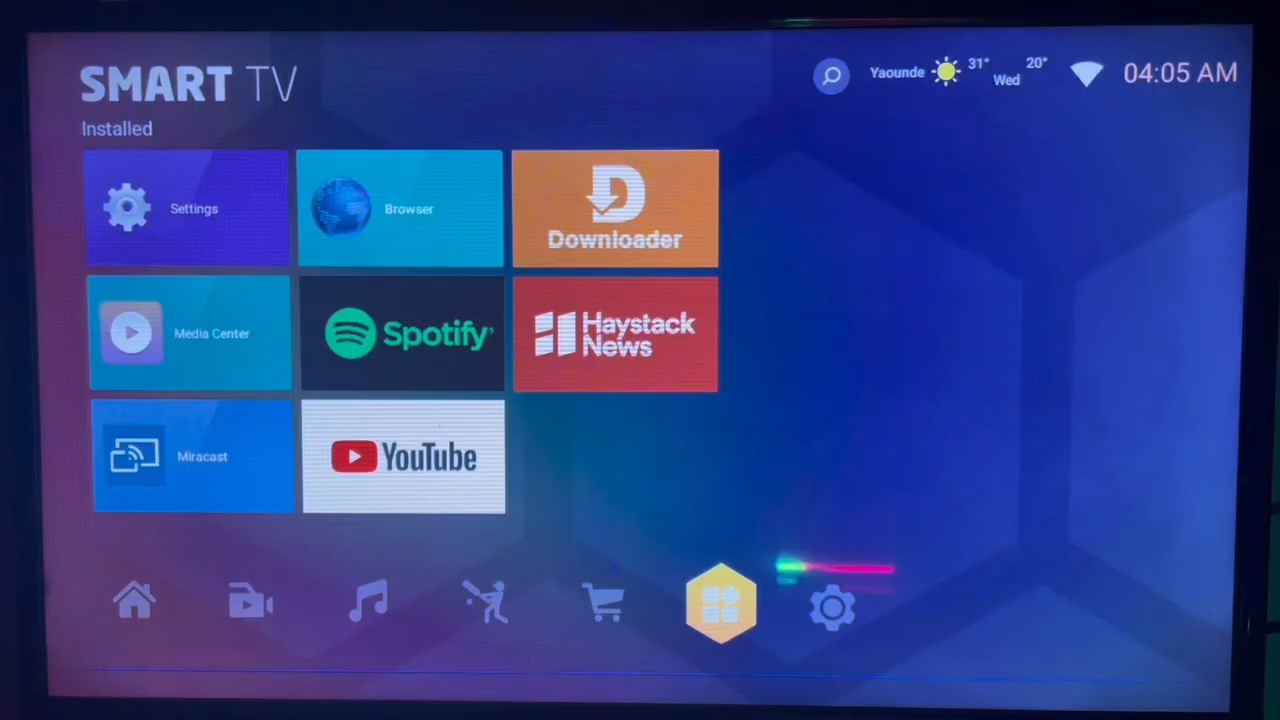 SMART TV
Yaounde 31° Wed 20° 04:05 AM
Installed
Settings
Browser
Downloader
Media Center
Spotify
Haystack
News
Miracast
YouTube